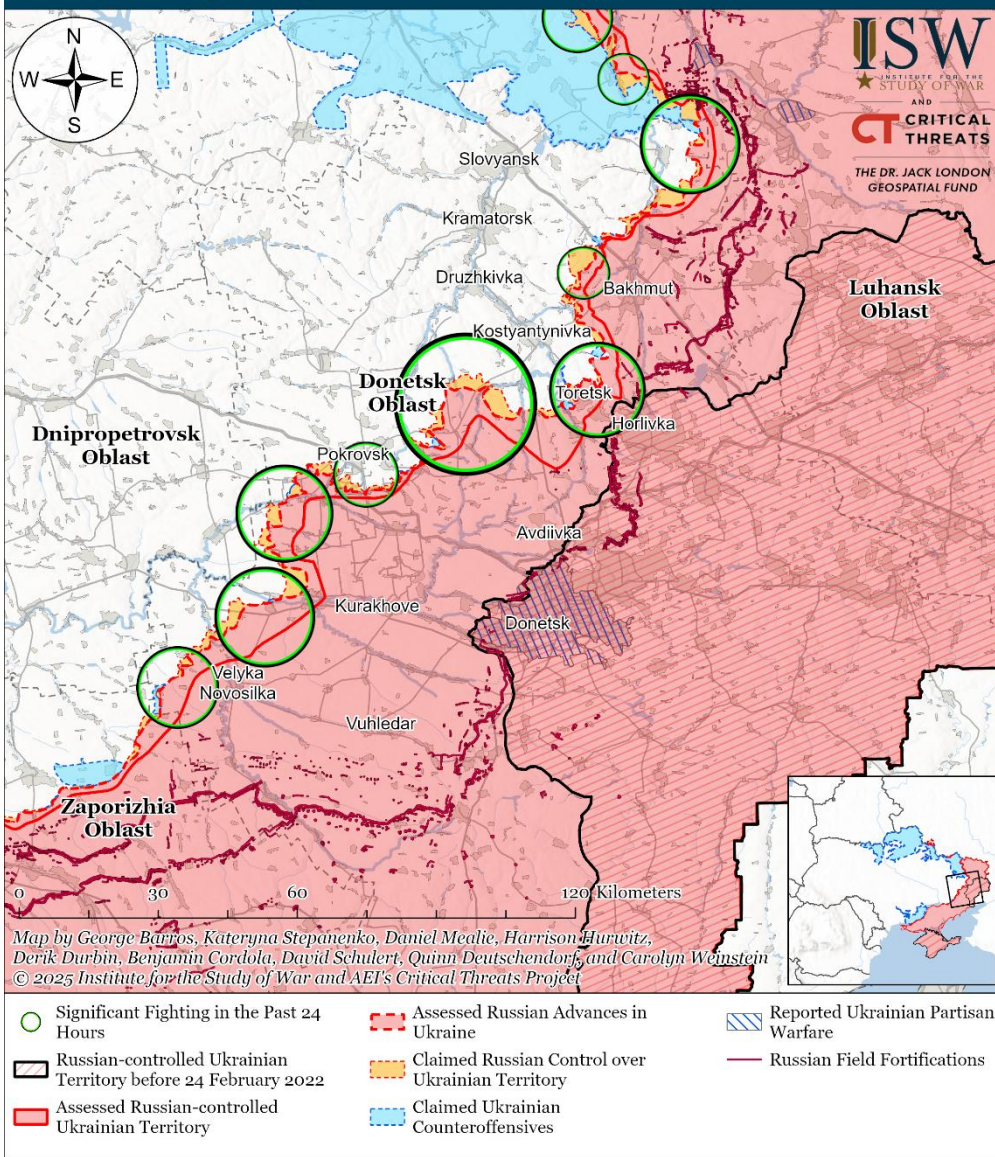 N
W E
S
ISW
INSTITUTE FOR THE
STUDY OF WAR
AND
CT CRITICAL
THREATS
THE DR. JACK LONDON
GEOSPATIAL FUND
Slovyansk
Kramatorsk
Druzhkivka
Bakhmut
Luhansk
Oblast
Kostyantynivka
Donetsk
Oblast
Toretsk
Horlivka
Dnipropetrovsk
Oblast
Pokrovsk
Avdiivka
Kurakhove
Donetsk
Velyka
Novosilka
Vuhledar
Zaporizhia
Oblast
0 30 60 120 Kilometers
Map by George Barros, Kateryna Stepanenko, Daniel Mealie, Harrison Hurwitz,
Derik Durbin, Benjamin Cordola, David Schulert, Quinn Deutschendorf, and Carolyn Weinstein
© 2025 Institute for the Study of War and AEI's Critical Threats Project
Significant Fighting in the Past 24
Hours
Russian-controlled Ukrainian
Territory before 24 February 2022
Assessed Russian-controlled
Ukrainian Territory
Assessed Russian Advances in
Ukraine
Claimed Russian Control over
Ukrainian Territory
Claimed Ukrainian
Counteroffensives
Reported Ukrainian Partisan
Warfare
Russian Field Fortifications